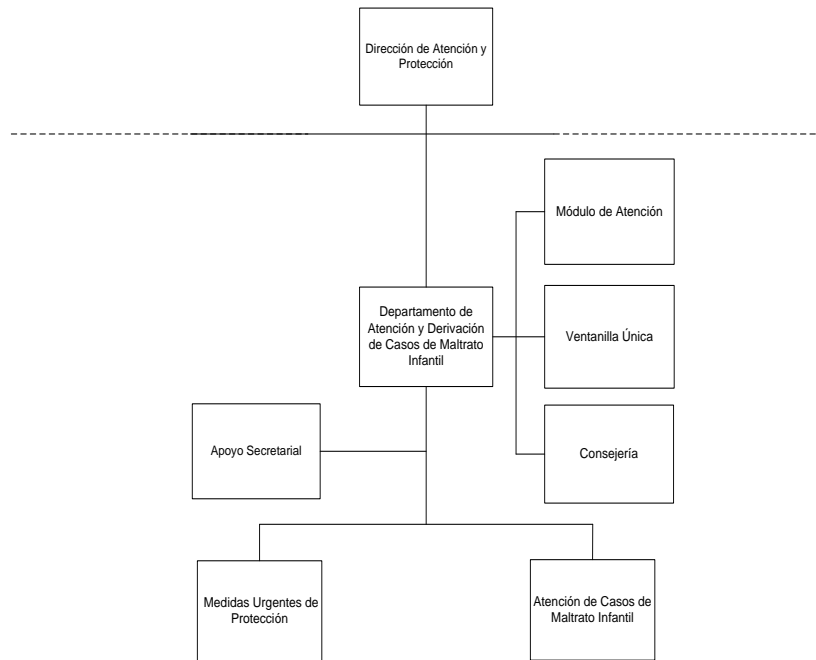 Dirección de Atención y
Protección
Módulo de Atención
Departamento de
Atención y Derivación
de Casos de Maltrato
Infantil
Ventanilla Única
Apoyo Secretarial
Consejería
Medidas Urgentes de
Protección
Atención de Casos de
Maltrato Infantil